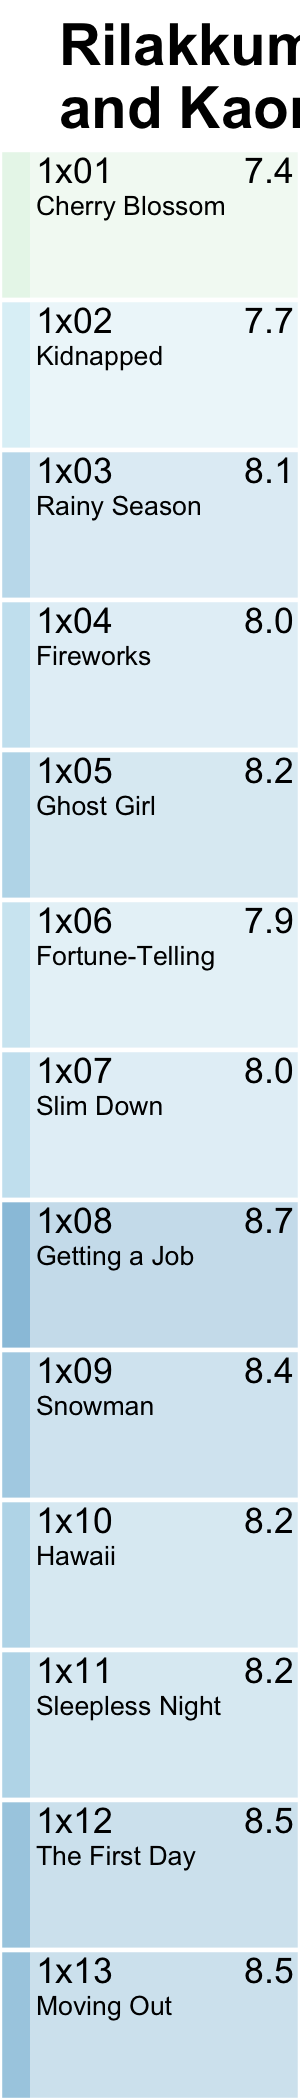 Rilakkum
and Kaor
1x01 7.4
Cherry Blossom
1x02 7.7
Kidnapped
1x03 8.1
Rainy Season
1x04 8.0
Fireworks
1x05 8.2
Ghost Girl
1x06 7.9
Fortune-Telling
1x07 8.0
Slim Down
1x08 8.7
Getting a Job
1x09 8.4
Snowman
1x10 8.2
Hawaii
1x11 8.2
Sleepless Night
1x12 8.5
The First Day
1x13 8.5
Moving Out